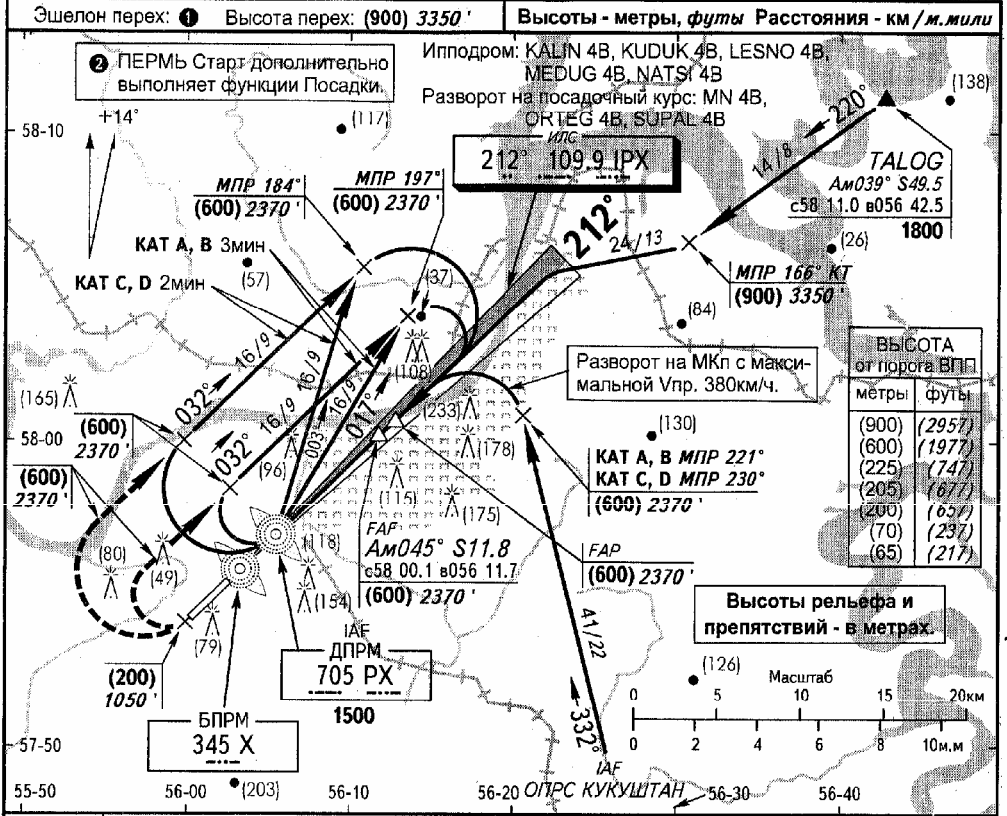 Эшелон перех: ❶ Высота перех: (900) 3350 '
Высоты - метры, футы Расстояния - км/м.мили
❷ ПЕРМЬ Старт дополнительно
выполняет функции Посадки.
Ипподром: KALIN 4B, KUDUK 4B, LESNO 4B,
MEDUG 4B, NATSI 4B
Разворот на посадочный курс: MN 4B,
ORTEG 4B, SUPAL 4B
+14°
(117)
(138)
58-10
ИЛС
212° 109.9 IPX
220°
14/8
TALOG
Ам039° S49.5
с58 11.0 в056 42.5
1800
МПР 184°
(600) 2370 '
МПР 197°
(600) 2370 '
212°
24/13
(26)
МПР 166° КТ
(900) 3350 '
КАТ А, В 3мин
(57)
КАТ С, D 2мин
(37)
(84)
(108)
16/9
16/9
16/9
16/9
032°
032°
003°
017°
Разворот на МКп с макси-
мальной Vпр. 380км/ч.
ВЫСОТА
от порога ВПП
метры футы
(900) (2957)
(600) (1977)
(225) (747)
(205) (677)
(200) (657)
(70) (237)
(65) (217)
(165)
(600)
2370 '
58-00
(233)
(178)
(130)
(96)
(115)
(175)
КАТ А, В МПР 221°
КАТ С, D МПР 230°
(600) 2370 '
(600)
2370 '
(80)
(49)
(118)
(154)
(79)
FAF
Ам045° S11.8
с58 00.1 в056 11.7
(600) 2370 '
FAP
(600) 2370 '
Высоты рельефа и
препятствий - в метрах.
41/22
332°
(200)
1050 '
IAF
ДПРМ
705 PX
1500
БПРМ
345 X
(126)
Масштаб
0 5 10 15 20км
0 2 4 6 8 10м,м
57-50
(203)
IAF
ОПРС КУКУШТАН
55-50 56-00 56-10 56-20 56-30 56-40